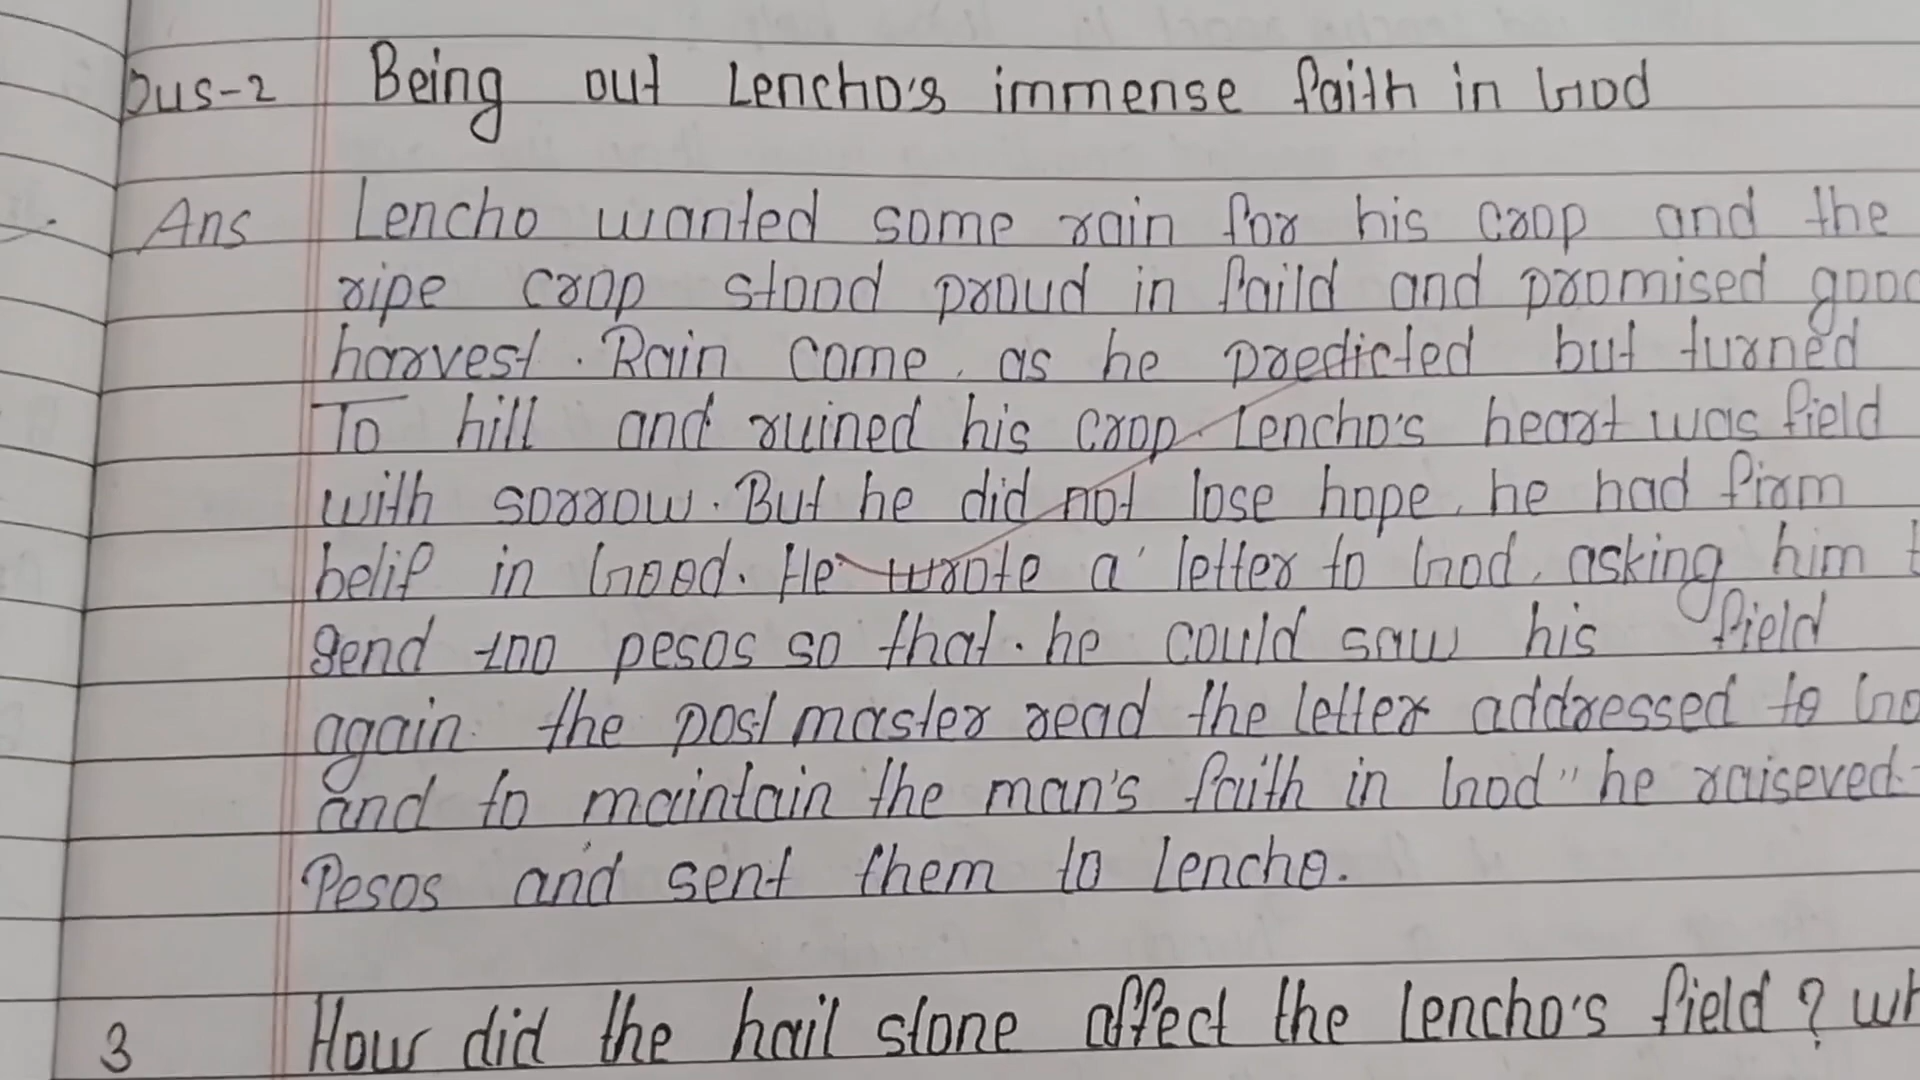 Qus-2 Being out Lencho's immense faith in God
Ans Lencho wanted some rain for his crop and the
ripe crop stood proud in faild and promised good
harvest. Rain come, as he predicted but turned
To hill and ruined his crop. Lencho's heart was field
with sorrow. But he did not lose hope, he had firm
belif in Good. He wrote a letter to God, asking him t
send 100 pesos so that. he could saw his field
again. the post master read the letter addressed to Go
and to maintain the man's faith in God" he raiseved
Pesos and sent them to Lencho.
3 How did the hail stone affect the Lencho's field? wh